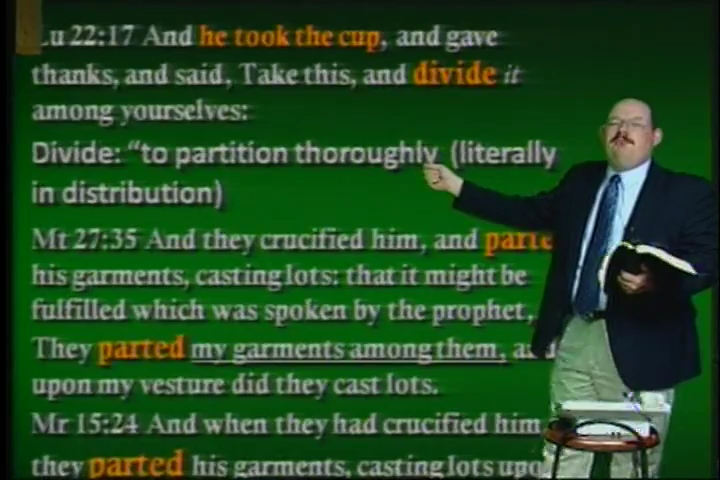 Lu 22:17 And he took the cup, and gave
thanks, and said, Take this, and divide it
among yourselves:
Divide: “to partition thoroughly (literally
in distribution)
Mt 27:35 And they crucified him, and parte
his garments, casting lots: that it might be
fulfilled which was spoken by the prophet,
They parted my garments among them, and
upon my vesture did they cast lots.
Mr 15:24 And when they had crucified him
they parted his garments, casting lots upo